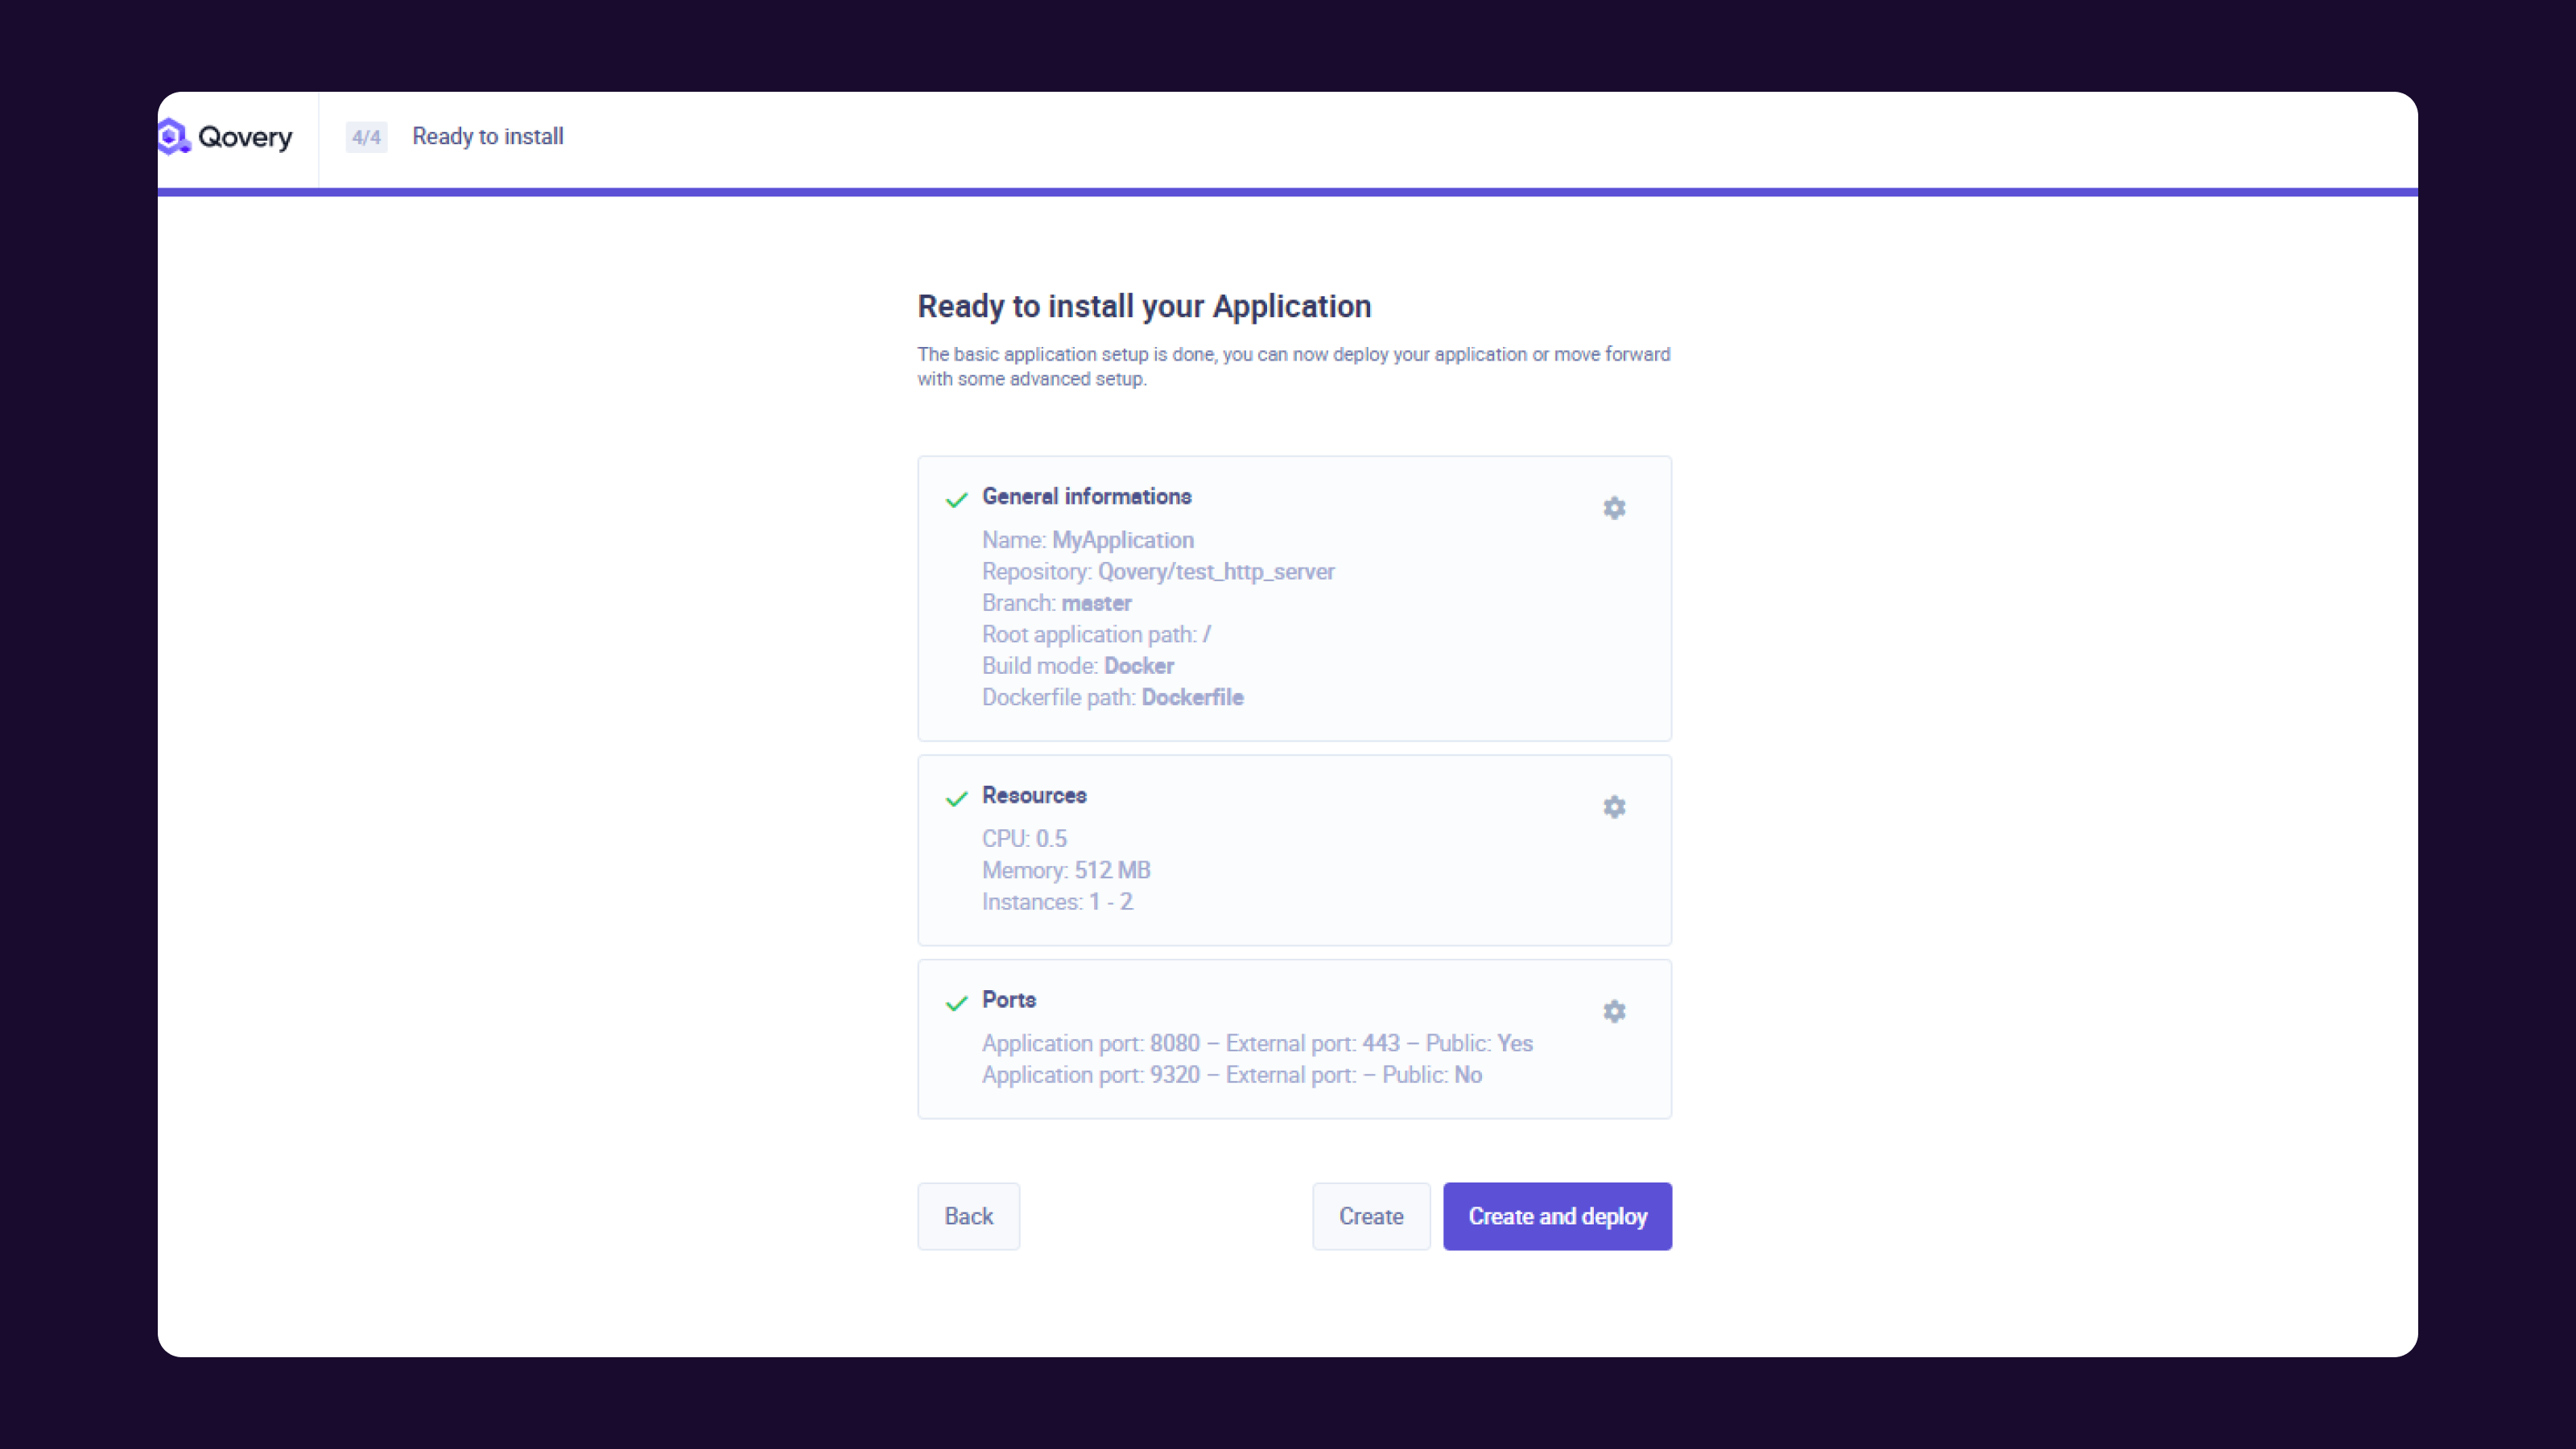 Qovery
4/4 Ready to install
Ready to install your Application
The basic application setup is done, you can now deploy your application or move forward
with some advanced setup.
General informations
Name: MyApplication
Repository: Qovery/test_http_server
Branch: master
Root application path: /
Build mode: Docker
Dockerfile path: Dockerfile
Resources
CPU: 0.5
Memory: 512 MB
Instances: 1 - 2
Ports
Application port: 8080 – External port: 443 – Public: Yes
Application port: 9320 – External port: – Public: No
Back Create Create and deploy